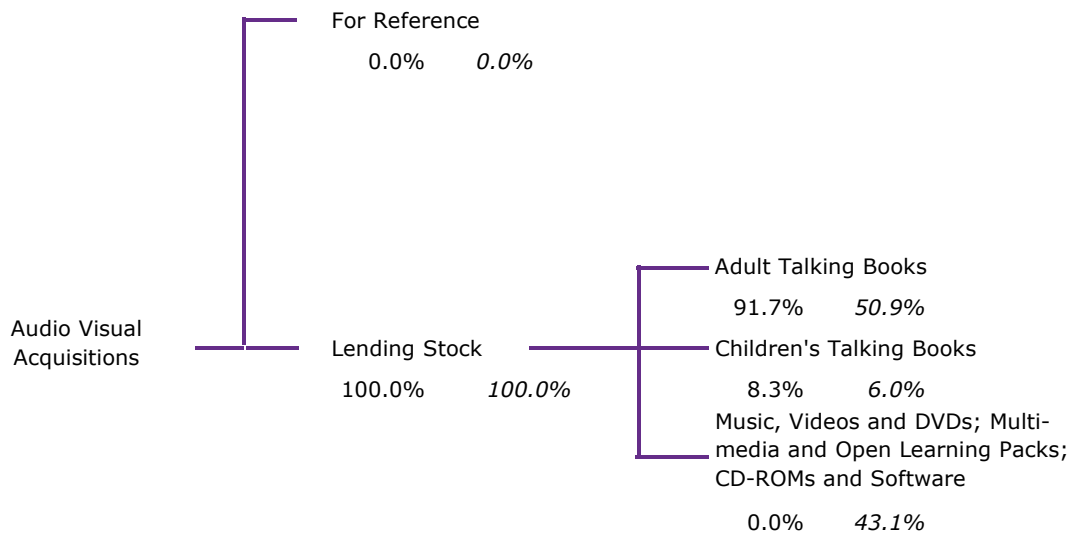 For Reference
0.0% 0.0%
Adult Talking Books
91.7% 50.9%
Audio Visual
Acquisitions
Lending Stock
100.0% 100.0%
Children's Talking Books
8.3% 6.0%
Music, Videos and DVDs; Multi-
media and Open Learning Packs;
CD-ROMs and Software
0.0% 43.1%